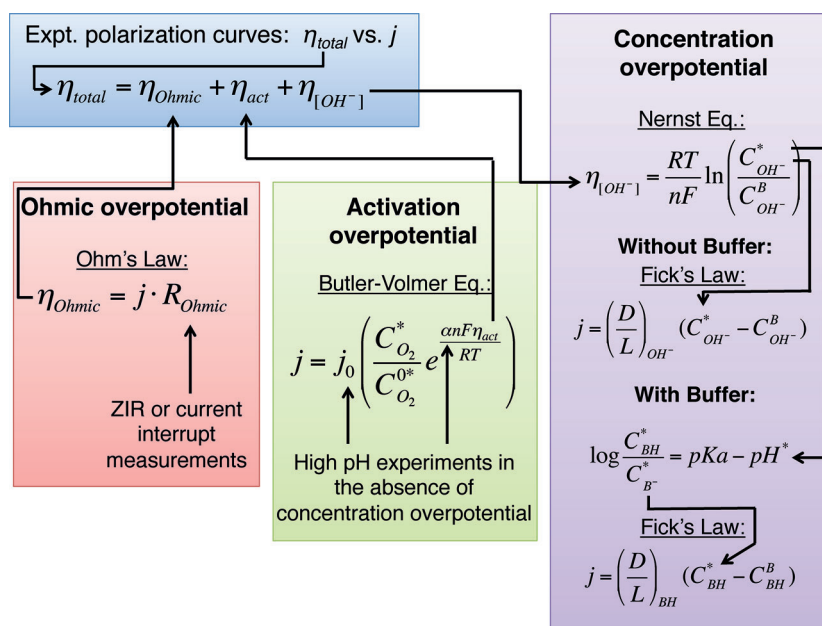 Expt. polarization curves: η_total vs. j
η_total = η_Ohmic + η_act + η_[OH⁻]
Ohmic overpotential
Ohm's Law:
η_Ohmic = j · R_Ohmic
ZIR or current
interrupt
measurements
Activation
overpotential
Butler-Volmer Eq.:
j = j₀ (C*_O₂ / C⁰*_O₂ e^(αnFη_act / RT))
High pH experiments in
the absence of
concentration overpotential
Concentration
overpotential
Nernst Eq.:
η_[OH⁻] = RT/nF ln(C*_OH⁻ / C^B_OH⁻)
Without Buffer:
Fick's Law:
j = (D/L)_OH⁻ (C*_OH⁻ − C^B_OH⁻)
With Buffer:
log C*_BH / C*_B⁻ = pKa − pH*
Fick's Law:
j = (D/L)_BH (C*_BH − C^B_BH)